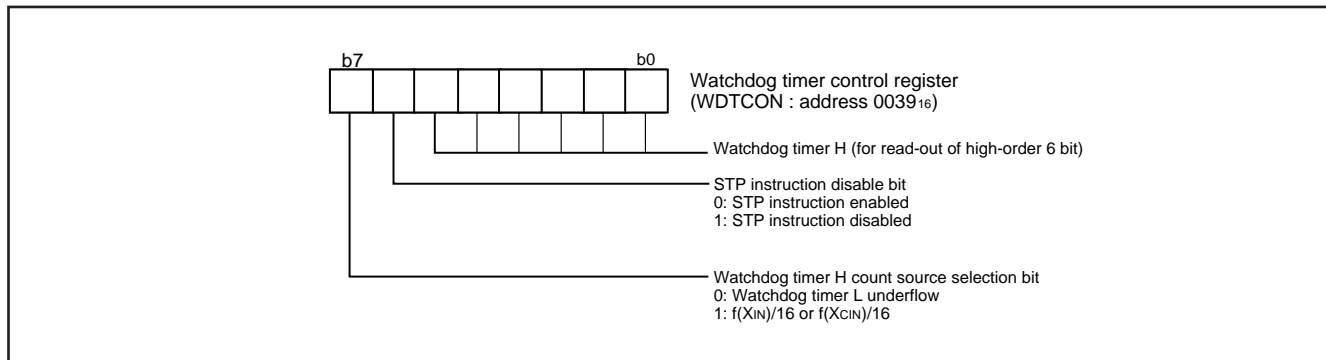 b7 b0
Watchdog timer control register
(WDTCON : address 003916)
Watchdog timer H (for read-out of high-order 6 bit)
STP instruction disable bit
0: STP instruction enabled
1: STP instruction disabled
Watchdog timer H count source selection bit
0: Watchdog timer L underflow
1: f(XIN)/16 or f(XCIN)/16